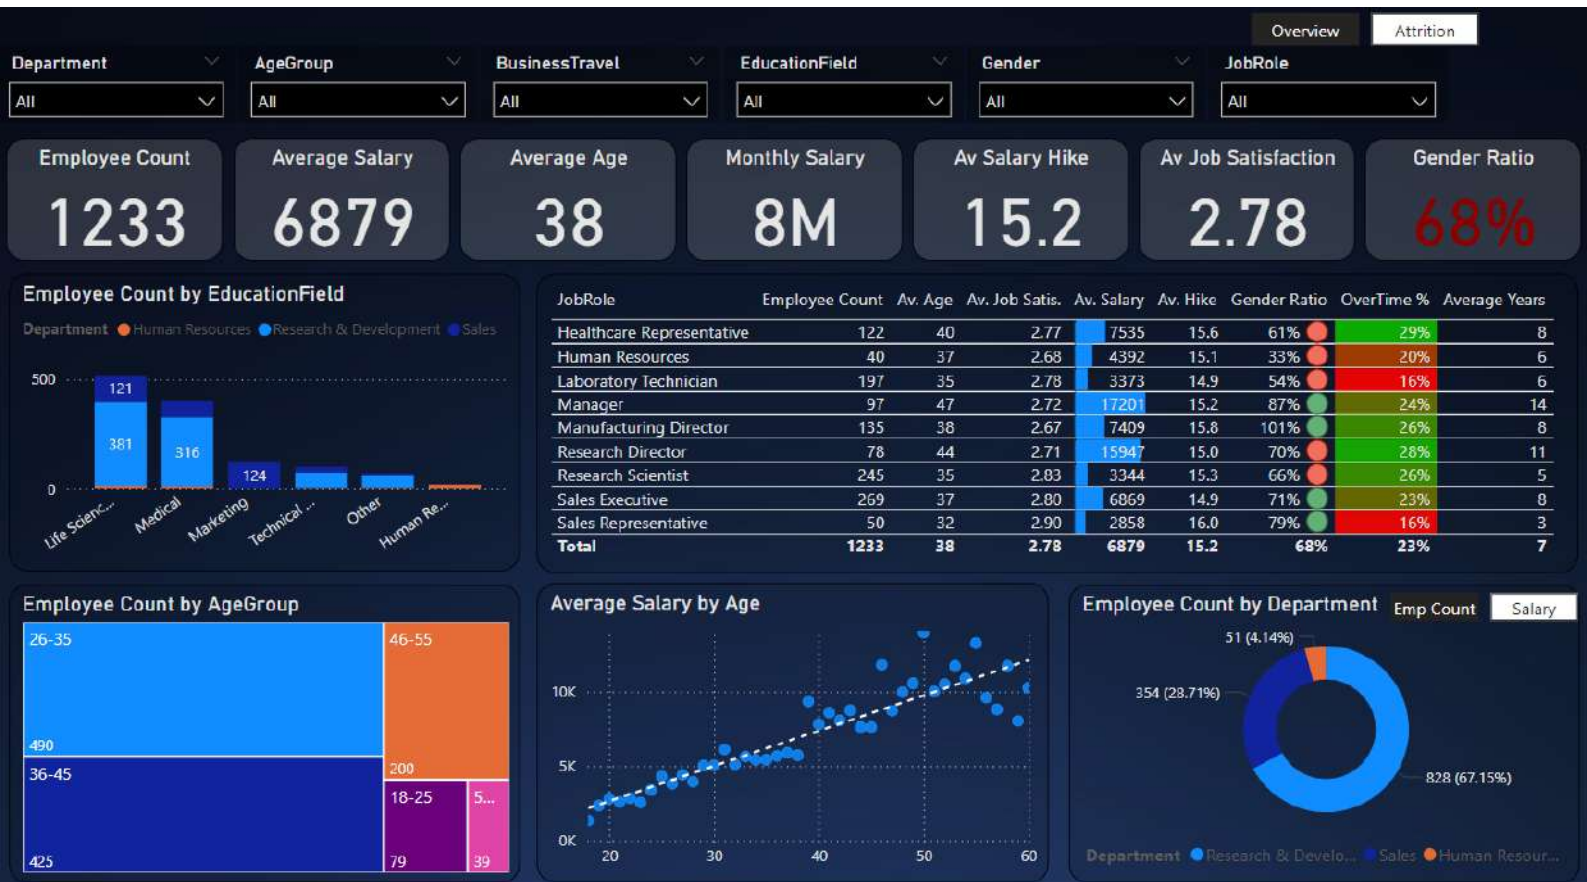 Overview Attrition
Department AgeGroup BusinessTravel EducationField Gender JobRole
All All All All All All
Employee Count Average Salary Average Age Monthly Salary Av Salary Hike Av Job Satisfaction Gender Ratio
1233 6879 38 8M 15.2 2.78 68%
Employee Count by EducationField
Department Human Resources Research & Development Sales
500
121
381
316
124
0
Life Scienc... Medical Marketing Technical ... Other Human Re...
JobRole Employee Count Av. Age Av. Job Satis. Av. Salary Av. Hike Gender Ratio OverTime % Average Years
Healthcare Representative 122 40 2.77 7535 15.6 61% 29% 8
Human Resources 40 37 2.68 4392 15.1 33% 20% 6
Laboratory Technician 197 35 2.78 3373 14.9 54% 16% 6
Manager 97 47 2.72 17201 15.2 87% 24% 14
Manufacturing Director 135 38 2.67 7409 15.8 101% 26% 8
Research Director 78 44 2.71 15947 15.0 70% 28% 11
Research Scientist 245 35 2.83 3344 15.3 66% 26% 5
Sales Executive 269 37 2.80 6869 14.9 71% 23% 8
Sales Representative 50 32 2.90 2858 16.0 79% 16% 3
Total 1233 38 2.78 6879 15.2 68% 23% 7
Employee Count by AgeGroup
26-35
490
36-45
425
46-55
200
18-25
79
5...
39
Average Salary by Age
10K
5K
0K
20 30 40 50 60
Employee Count by Department Emp Count Salary
51 (4.14%)
354 (28.71%)
828 (67.15%)
Department Research & Develo... Sales Human Resour...